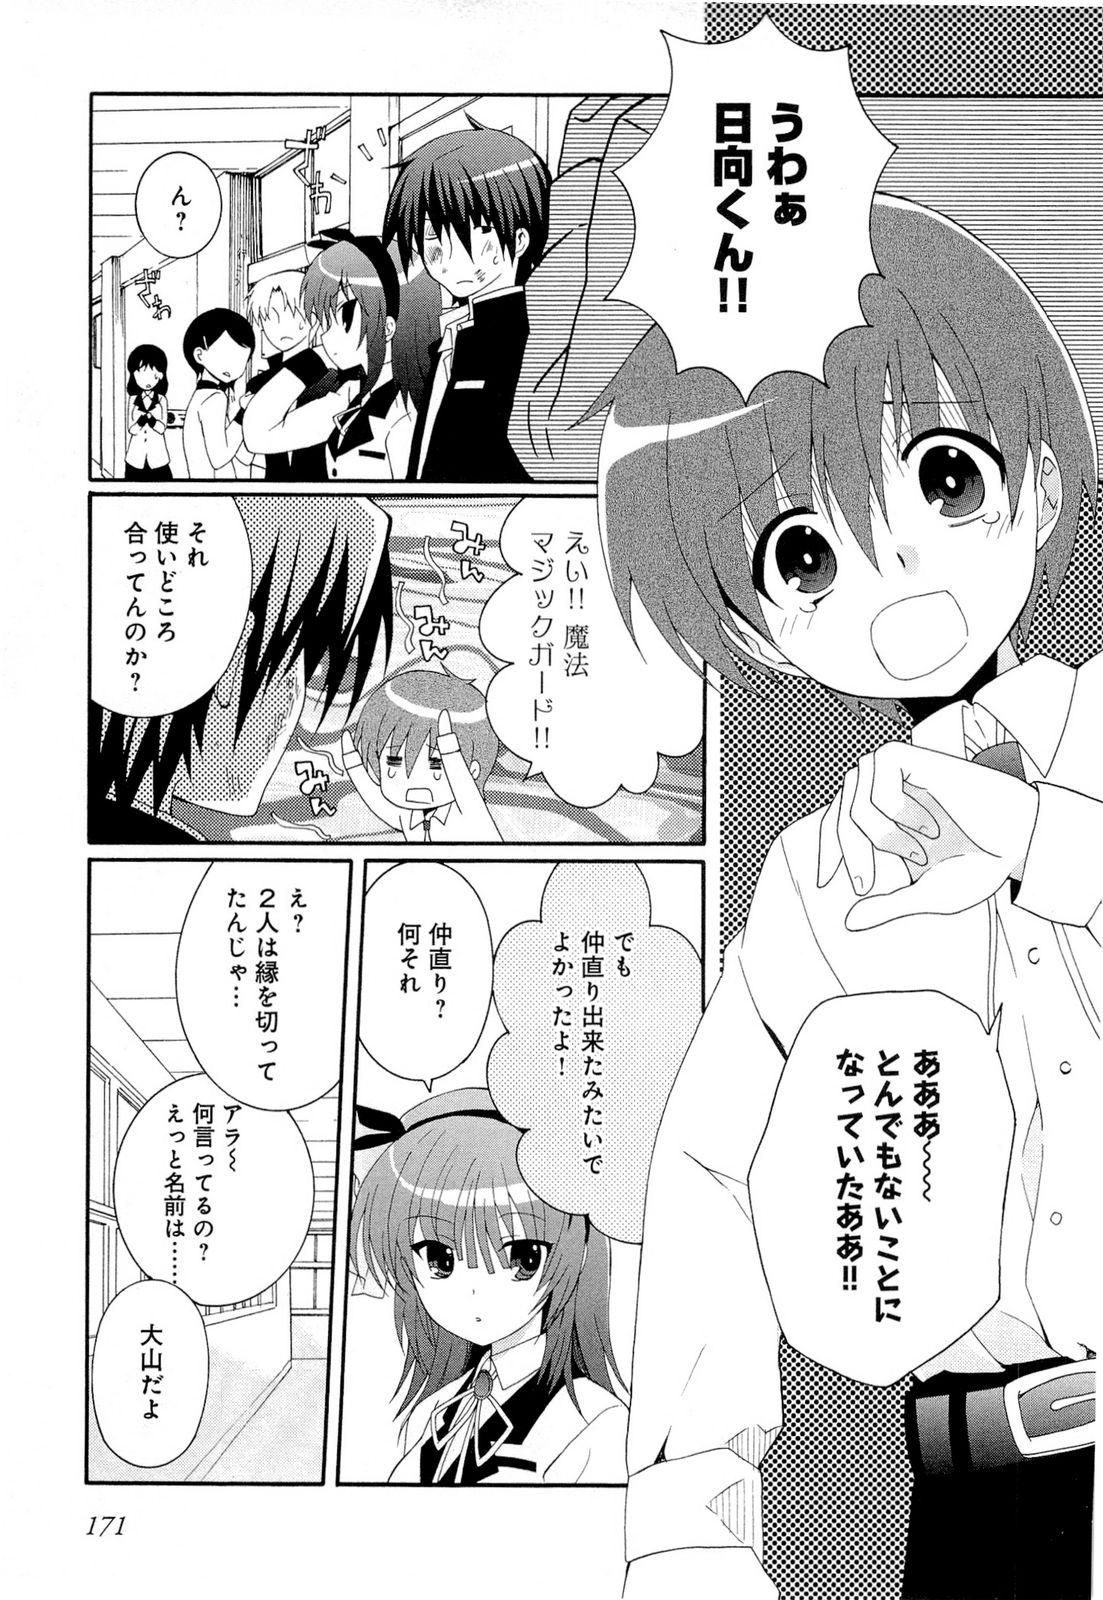 うわぁ
日向くん!!
あああ〜〜〜
とんでもないことに
なっていたああ!!
ん?
ざわ
ざわ
えい!!魔法
マジックガード!!
みん
みん
みん
それ
使いどころ
合ってんのか?
でも
仲直り出来たみたいで
よかったよ!
仲直り?
何それ
え?
2人は縁を切って
たんじゃ…
アラ〜
何言ってるの?
えっと名前は……
大山だよ
171